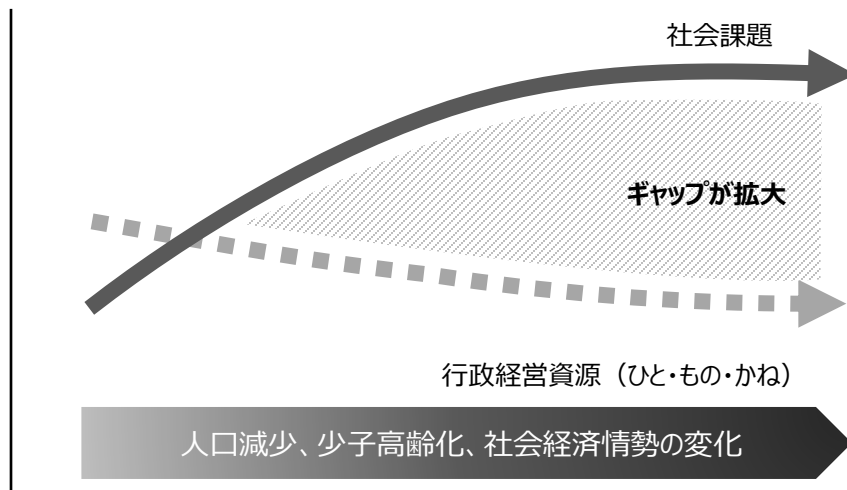 社会課題
ギャップが拡大
行政経営資源（ひと・もの・かね）
人口減少、少子高齢化、社会経済情勢の変化